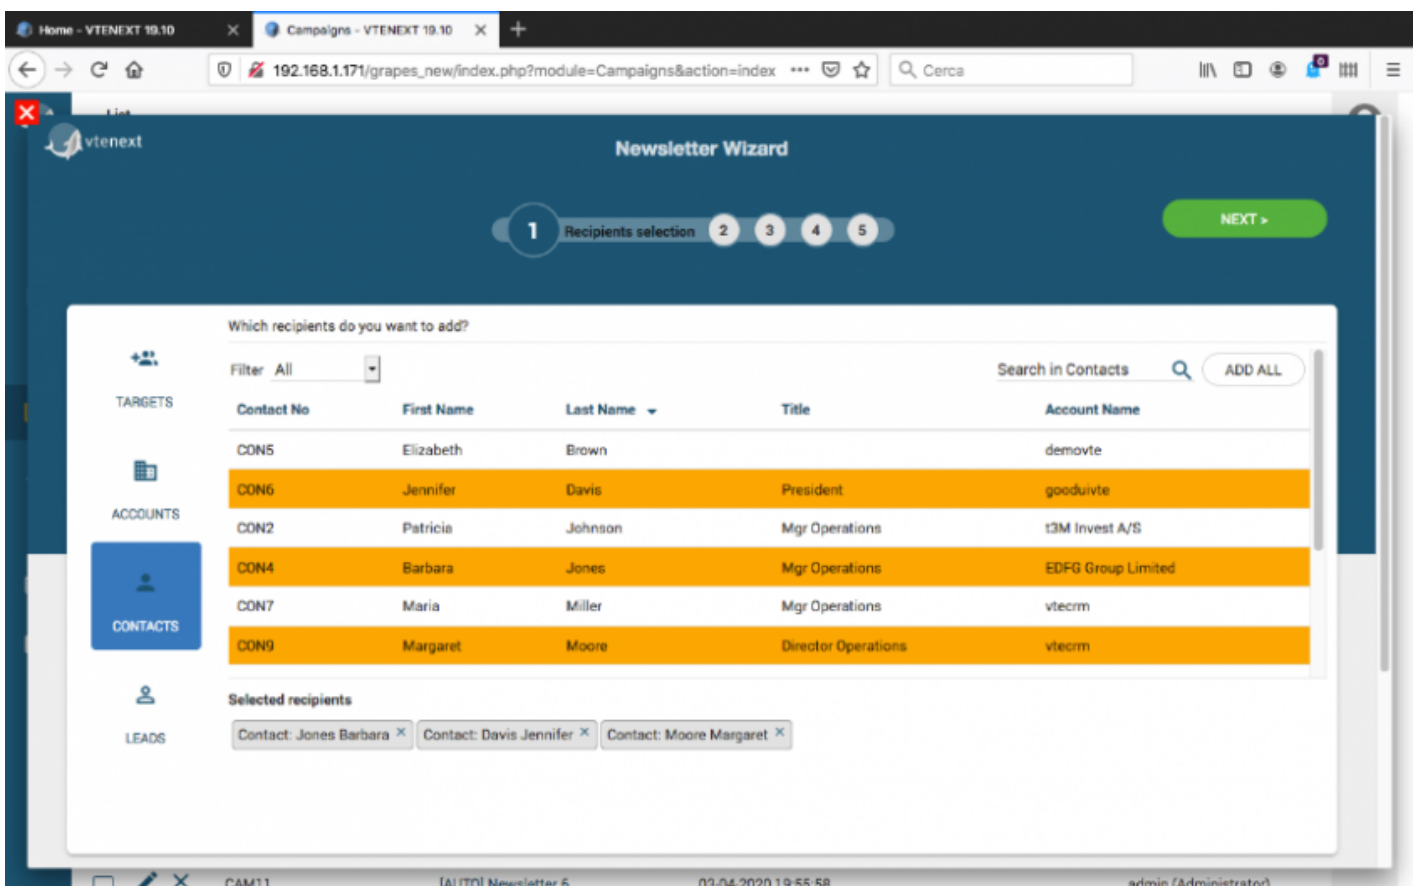 Home - VTENEXT 19.10
Campaigns - VTENEXT 19.10
192.168.1.171/grapes_new/index.php?module=Campaigns&action=index
Cerca
List
vtenext
Newsletter Wizard
1 Recipients selection 2 3 4 5
NEXT >
Which recipients do you want to add?
Filter All
Search in Contacts
ADD ALL
TARGETS
ACCOUNTS
CONTACTS
LEADS
Contact No First Name Last Name Title Account Name
CON5 Elizabeth Brown demovte
CON6 Jennifer Davis President gooduivte
CON2 Patricia Johnson Mgr Operations t3M Invest A/S
CON4 Barbara Jones Mgr Operations EDFG Group Limited
CON7 Maria Miller Mgr Operations vtecrm
CON9 Margaret Moore Director Operations vtecrm
Selected recipients
Contact: Jones Barbara × Contact: Davis Jennifer × Contact: Moore Margaret ×
CAM11 [AUTO] Newsletter 6 03-04-2020 19:55:58 admin (Administrator)